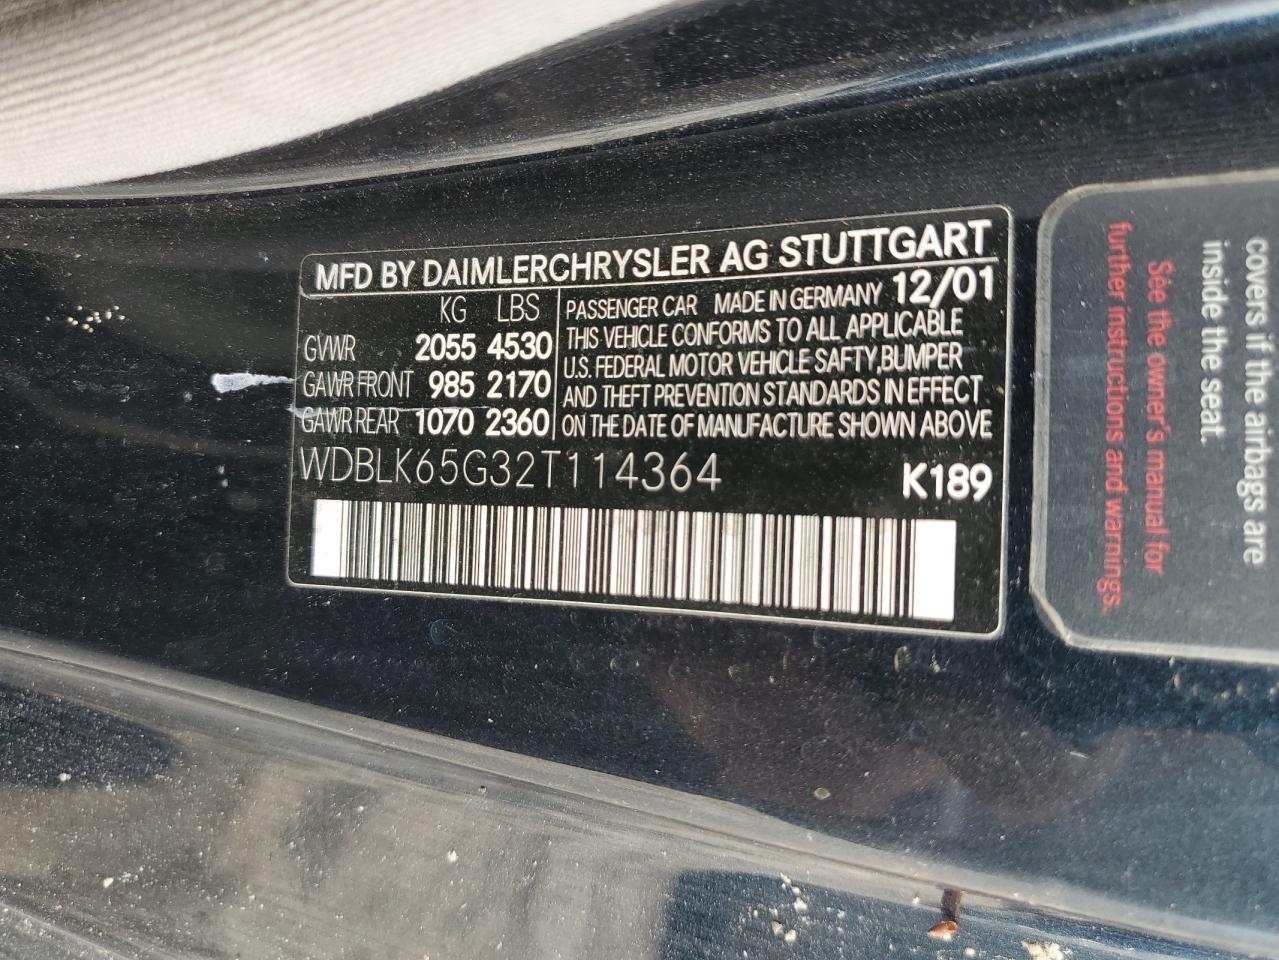 MFD BY DAIMLERCHRYSLER AG STUTTGART
KG LBS
GVWR 2055 4530
GAWR FRONT 985 2170
GAWR REAR 1070 2360
PASSENGER CAR MADE IN GERMANY 12/01
THIS VEHICLE CONFORMS TO ALL APPLICABLE
U.S. FEDERAL MOTOR VEHICLE SAFTY,BUMPER
AND THEFT PREVENTION STANDARDS IN EFFECT
ON THE DATE OF MANUFACTURE SHOWN ABOVE
WDBLK65G32T114364 K189
covers if the airbags are
inside the seat.
See the owner's manual for
further instructions and warnings.